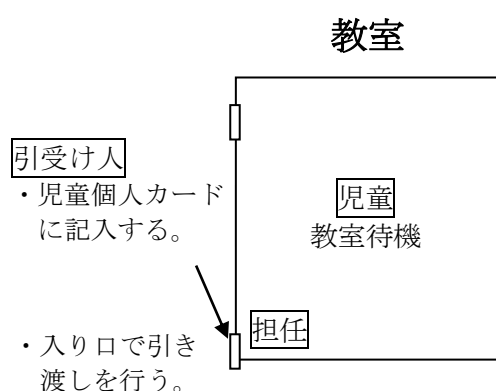 教室
引受け人
・児童個人カード
に記入する。
児童
教室待機
担任
・入り口で引き
渡しを行う。